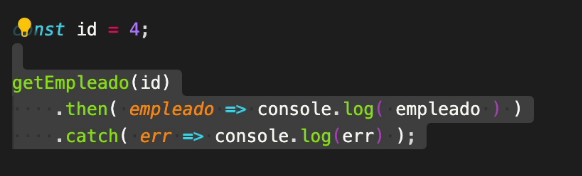 const id = 4;
getEmpleado(id)
    .then( empleado => console.log( empleado ) )
    .catch( err => console.log(err) );